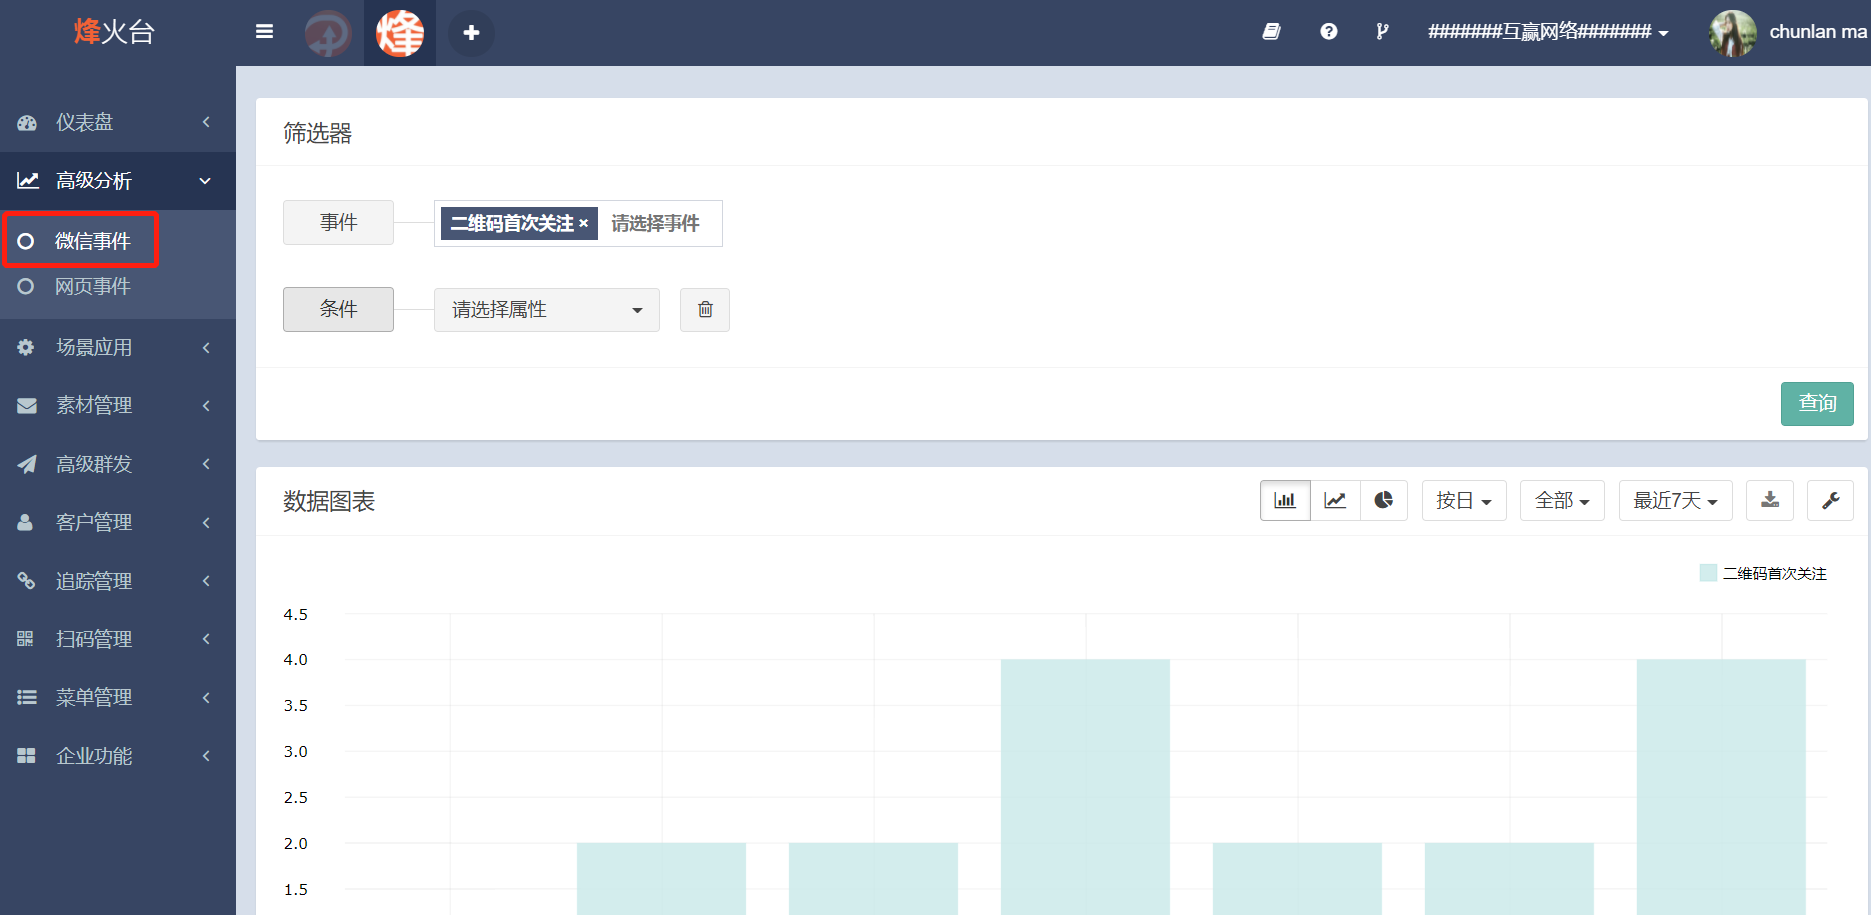 烽火台
烽
#######互赢网络#######
chunlan ma
仪表盘
高级分析
微信事件
网页事件
场景应用
素材管理
高级群发
客户管理
追踪管理
扫码管理
菜单管理
企业功能
筛选器
事件
二维码首次关注 ×
请选择事件
条件
请选择属性
查询
数据图表
按日
全部
最近7天
二维码首次关注
4.5
4.0
3.5
3.0
2.5
2.0
1.5